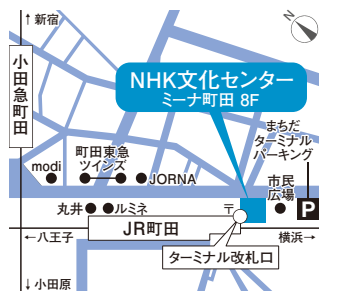 ↑新宿
N
小田急町田
NHK文化センター
ミーナ町田 8F
まちだ
ターミナル
パーキング
町田東急
ツインズ
modi
JORNA
市民
広場
丸井
ルミネ
〒
P
JR町田
←八王子
横浜→
ターミナル改札口
↓小田原